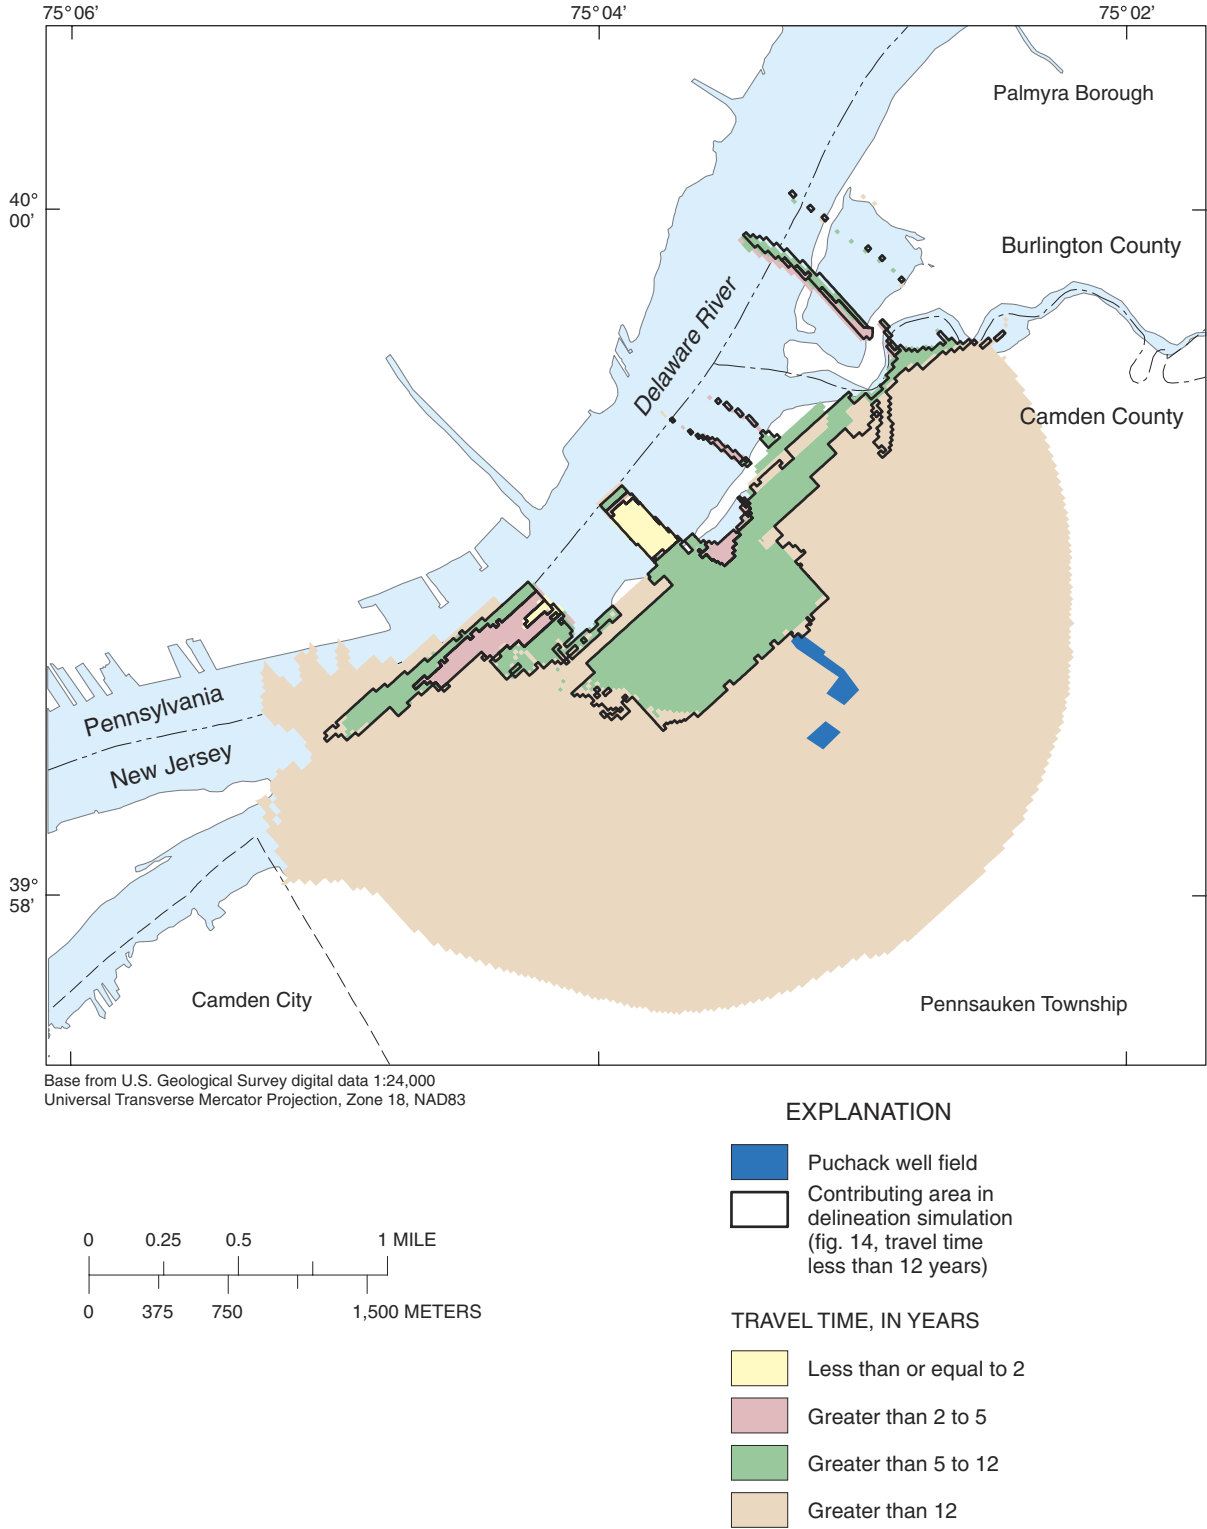 75° 06′
75° 04′
75° 02′
Palmyra Borough
40°
00′
Burlington County
Delaware River
Camden County
Pennsylvania
New Jersey
39°
58′
Camden City
Pennsauken Township
Base from U.S. Geological Survey digital data 1:24,000
Universal Transverse Mercator Projection, Zone 18, NAD83
0 0.25 0.5 1 MILE
0 375 750 1,500 METERS
EXPLANATION
Puchack well field
Contributing area in
delineation simulation
(fig. 14, travel time
less than 12 years)
TRAVEL TIME, IN YEARS
Less than or equal to 2
Greater than 2 to 5
Greater than 5 to 12
Greater than 12